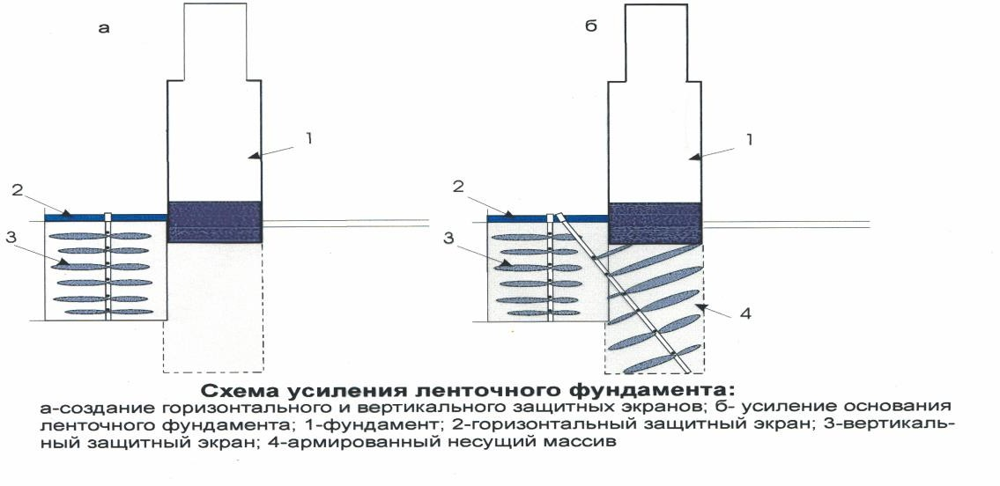 а
б
1
1
2
2
3
3
4
Схема усиления ленточного фундамента:
а-создание горизонтального и вертикального защитных экранов; б- усиление основания
ленточного фундамента; 1-фундамент; 2-горизонтальный защитный экран; 3-вертикаль-
ный защитный экран; 4-армированный несущий массив